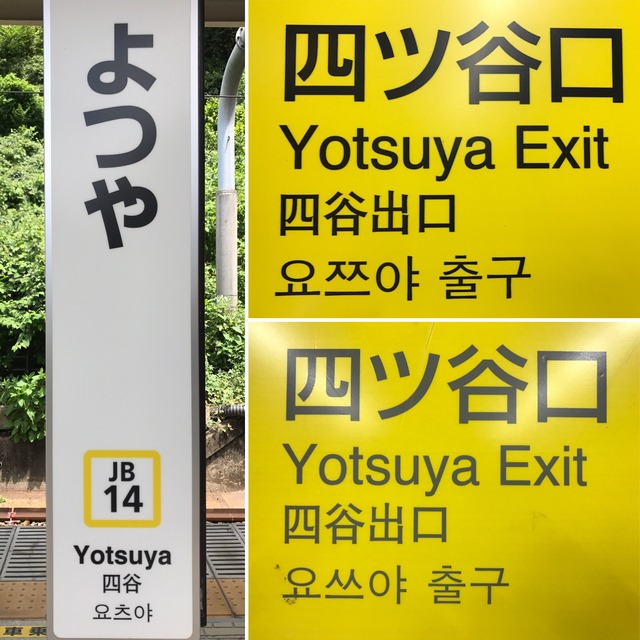 よつや
JB
14
Yotsuya
四谷
요츠야
四ツ谷口
Yotsuya Exit
四谷出口
요쯔야 출구
四ツ谷口
Yotsuya Exit
四谷出口
요쓰야 출구